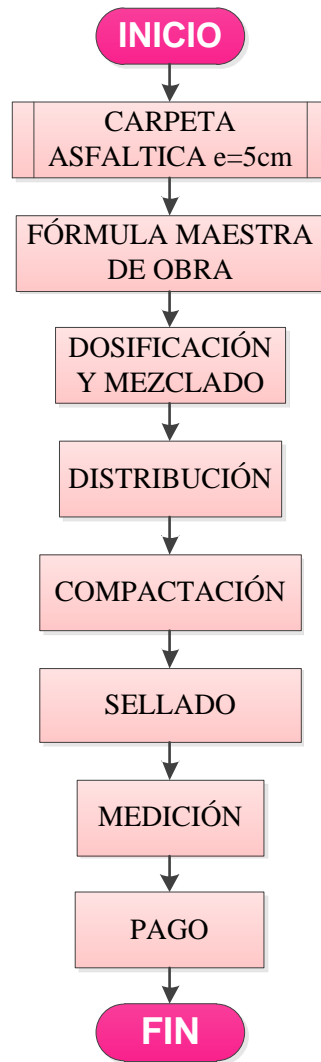 INICIO
CARPETA
ASFALTICA e=5cm
FÓRMULA MAESTRA
DE OBRA
DOSIFICACIÓN
Y MEZCLADO
DISTRIBUCIÓN
COMPACTACIÓN
SELLADO
MEDICIÓN
PAGO
FIN